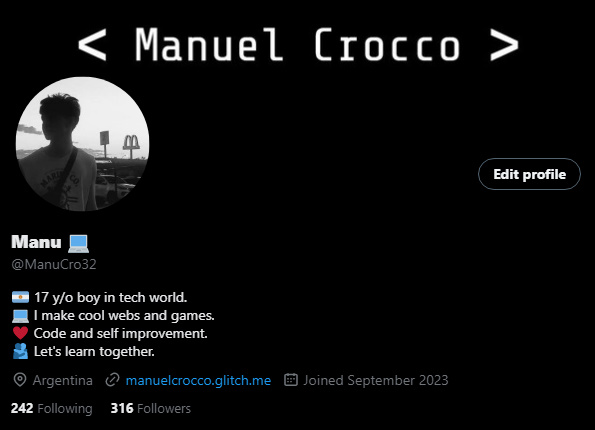 < Manuel Crocco >
Edit profile
Manu 💻
@ManuCro32
🇦🇷 17 y/o boy in tech world.
💻 I make cool webs and games.
❤️ Code and self improvement.
🫂 Let's learn together.
Argentina manuelcrocco.glitch.me Joined September 2023
242 Following 316 Followers